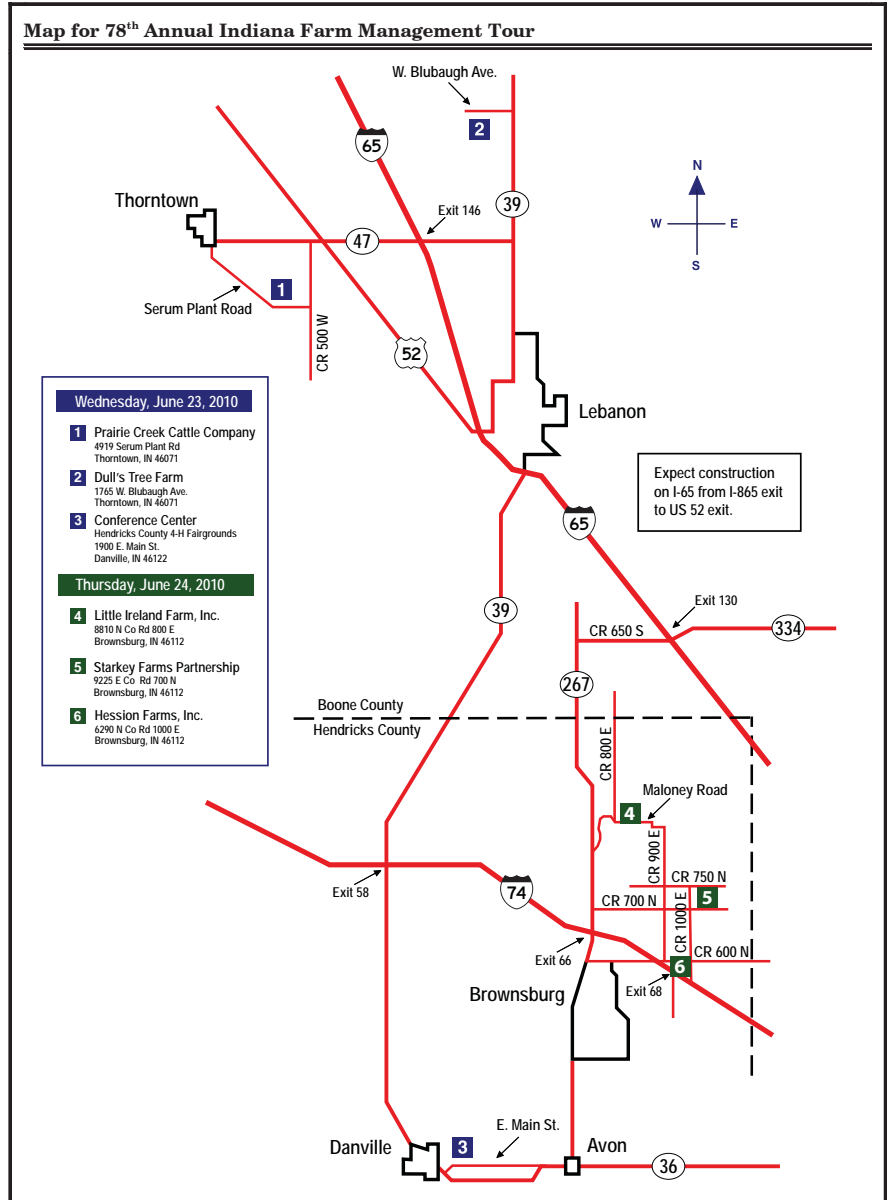 Map for 78th Annual Indiana Farm Management Tour
W. Blubaugh Ave.
2
65
N
W E
S
Thorntown
Exit 146
39
47
1
Serum Plant Road
CR 500 W
52
Wednesday, June 23, 2010
1 Prairie Creek Cattle Company
4919 Serum Plant Rd
Thorntown, IN 46071
2 Dull's Tree Farm
1765 W. Blubaugh Ave.
Thorntown, IN 46071
3 Conference Center
Hendricks County 4-H Fairgrounds
1900 E. Main St.
Danville, IN 46122
Thursday, June 24, 2010
4 Little Ireland Farm, Inc.
8810 N Co Rd 800 E
Brownsburg, IN 46112
5 Starkey Farms Partnership
9225 E Co Rd 700 N
Brownsburg, IN 46112
6 Hession Farms, Inc.
6290 N Co Rd 1000 E
Brownsburg, IN 46112
Lebanon
Expect construction
on I-65 from I-865 exit
to US 52 exit.
65
39
Exit 130
CR 650 S
334
267
Boone County
Hendricks County
CR 800 E
Maloney Road
4
CR 900 E
Exit 58
74
CR 750 N
CR 700 N
5
CR 1000 E
CR 600 N
Exit 66
6
Exit 68
Brownsburg
E. Main St.
Danville
3
Avon
36